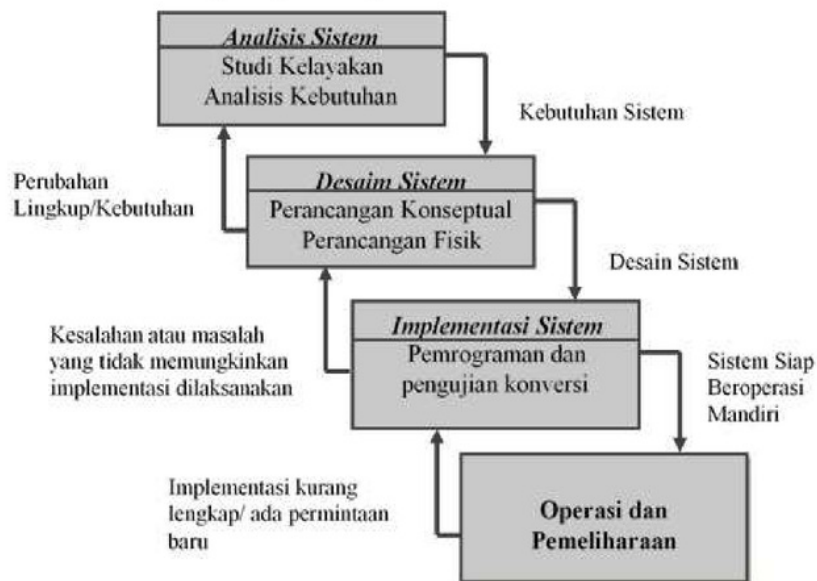 Analisis Sistem
Studi Kelayakan
Analisis Kebutuhan
Kebutuhan Sistem
Perubahan
Lingkup/Kebutuhan
Desaim Sistem
Perancangan Konseptual
Perancangan Fisik
Desain Sistem
Kesalahan atau masalah
yang tidak memungkinkan
implementasi dilaksanakan
Implementasi Sistem
Pemrograman dan
pengujian konversi
Sistem Siap
Beroperasi
Mandiri
Implementasi kurang
lengkap/ ada permintaan
baru
Operasi dan
Pemeliharaan